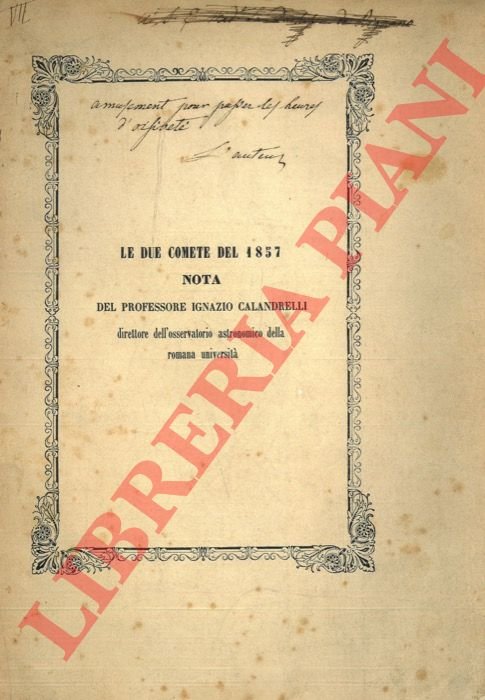 VII
amusement pour passer les heures
d'oisiveté
L'auteur
LE DUE COMETE DEL 1857
NOTA
DEL PROFESSORE IGNAZIO CALANDRELLI
direttore dell'osservatorio astronomico della
romana università
LIBRERIA PIANI